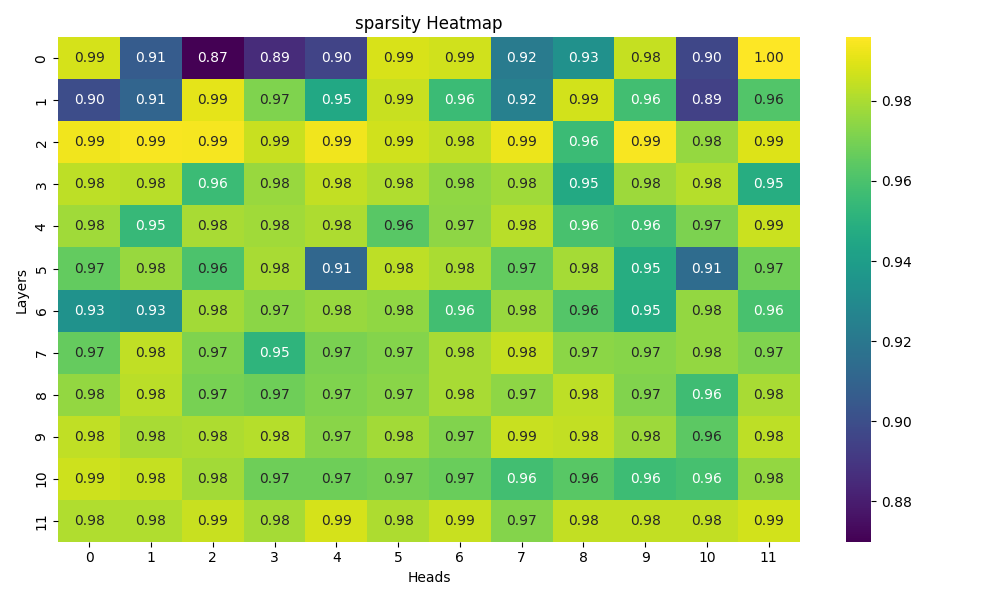 sparsity Heatmap
0 0.99 0.91 0.87 0.89 0.90 0.99 0.99 0.92 0.93 0.98 0.90 1.00
1 0.90 0.91 0.99 0.97 0.95 0.99 0.96 0.92 0.99 0.96 0.89 0.96
2 0.99 0.99 0.99 0.99 0.99 0.99 0.98 0.99 0.96 0.99 0.98 0.99
3 0.98 0.98 0.96 0.98 0.98 0.98 0.98 0.98 0.95 0.98 0.98 0.95
4 0.98 0.95 0.98 0.98 0.98 0.96 0.97 0.98 0.96 0.96 0.97 0.99
5 0.97 0.98 0.96 0.98 0.91 0.98 0.98 0.97 0.98 0.95 0.91 0.97
6 0.93 0.93 0.98 0.97 0.98 0.98 0.96 0.98 0.96 0.95 0.98 0.96
7 0.97 0.98 0.97 0.95 0.97 0.97 0.98 0.98 0.97 0.97 0.98 0.97
8 0.98 0.98 0.97 0.97 0.97 0.97 0.98 0.97 0.98 0.97 0.96 0.98
9 0.98 0.98 0.98 0.98 0.97 0.98 0.97 0.99 0.98 0.98 0.96 0.98
10 0.99 0.98 0.98 0.97 0.97 0.97 0.97 0.96 0.96 0.96 0.96 0.98
11 0.98 0.98 0.99 0.98 0.99 0.98 0.99 0.97 0.98 0.98 0.98 0.99
Layers
0 1 2 3 4 5 6 7 8 9 10 11
Heads
0.98
0.96
0.94
0.92
0.90
0.88